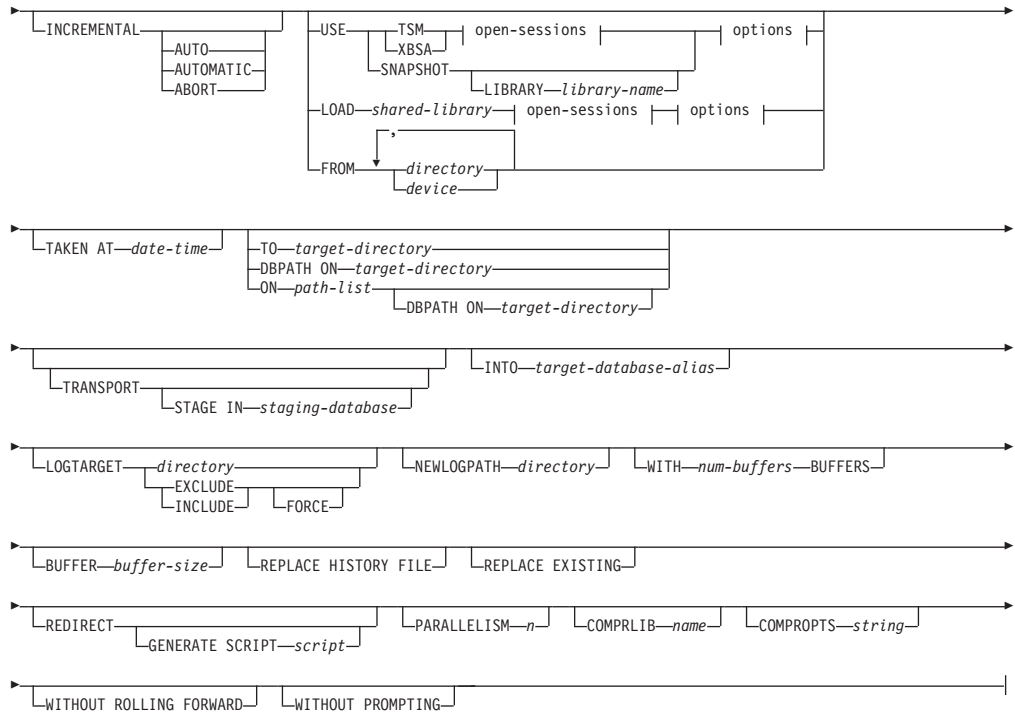 INCREMENTAL
AUTO
AUTOMATIC
ABORT
USE TSM open-sessions options
XBSA
SNAPSHOT
LIBRARY library-name
LOAD shared-library open-sessions options
,
FROM directory
device
TAKEN AT date-time
TO target-directory
DBPATH ON target-directory
ON path-list
DBPATH ON target-directory
TRANSPORT
STAGE IN staging-database
INTO target-database-alias
LOGTARGET directory
EXCLUDE
INCLUDE FORCE
NEWLOGPATH directory
WITH num-buffers BUFFERS
BUFFER buffer-size REPLACE HISTORY FILE REPLACE EXISTING
REDIRECT
GENERATE SCRIPT script
PARALLELISM n COMPRLIB name COMPROPTS string
WITHOUT ROLLING FORWARD WITHOUT PROMPTING